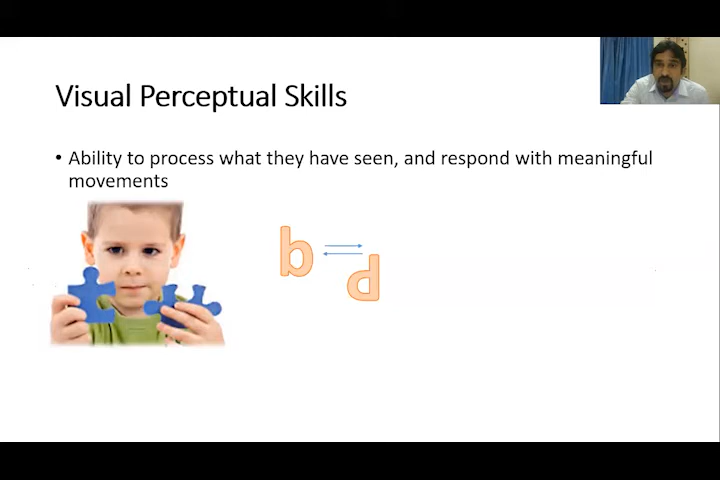 Visual Perceptual Skills
• Ability to process what they have seen, and respond with meaningful
movements
b
d